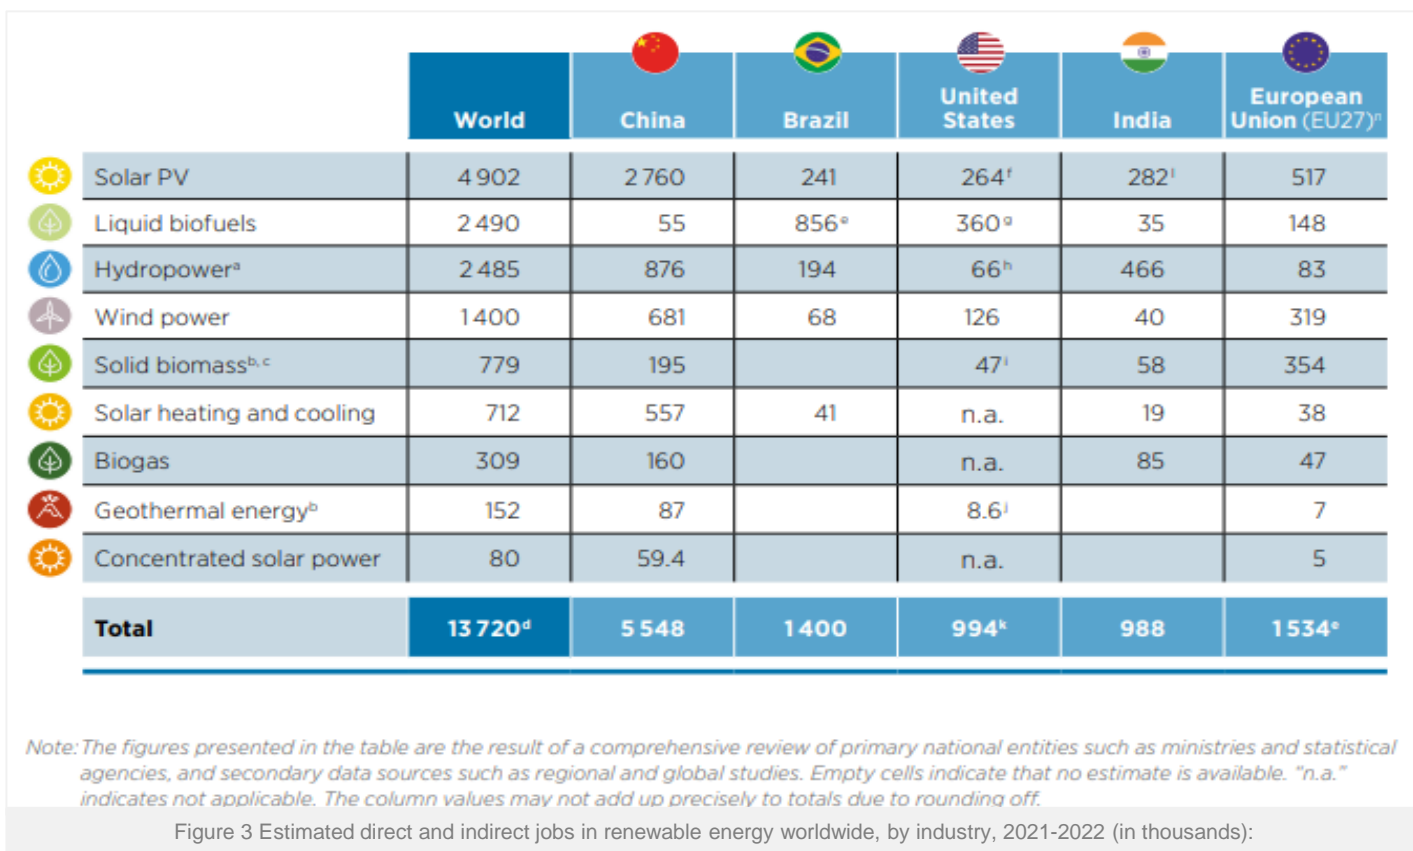 World China Brazil United States India European Union (EU27)ⁿ
Solar PV 4 902 2 760 241 264ᶠ 282ˡ 517
Liquid biofuels 2 490 55 856ᵉ 360ᵍ 35 148
Hydropowerᵃ 2 485 876 194 66ʰ 466 83
Wind power 1 400 681 68 126 40 319
Solid biomassᵇ,ᶜ 779 195 47ⁱ 58 354
Solar heating and cooling 712 557 41 n.a. 19 38
Biogas 309 160 n.a. 85 47
Geothermal energyᵇ 152 87 8.6ʲ 7
Concentrated solar power 80 59.4 n.a. 5
Total 13 720ᵈ 5 548 1 400 994ᵏ 988 1 534ᵒ
Note: The figures presented in the table are the result of a comprehensive review of primary national entities such as ministries and statistical
agencies, and secondary data sources such as regional and global studies. Empty cells indicate that no estimate is available. "n.a."
indicates not applicable. The column values may not add up precisely to totals due to rounding off.
Figure 3 Estimated direct and indirect jobs in renewable energy worldwide, by industry, 2021-2022 (in thousands):